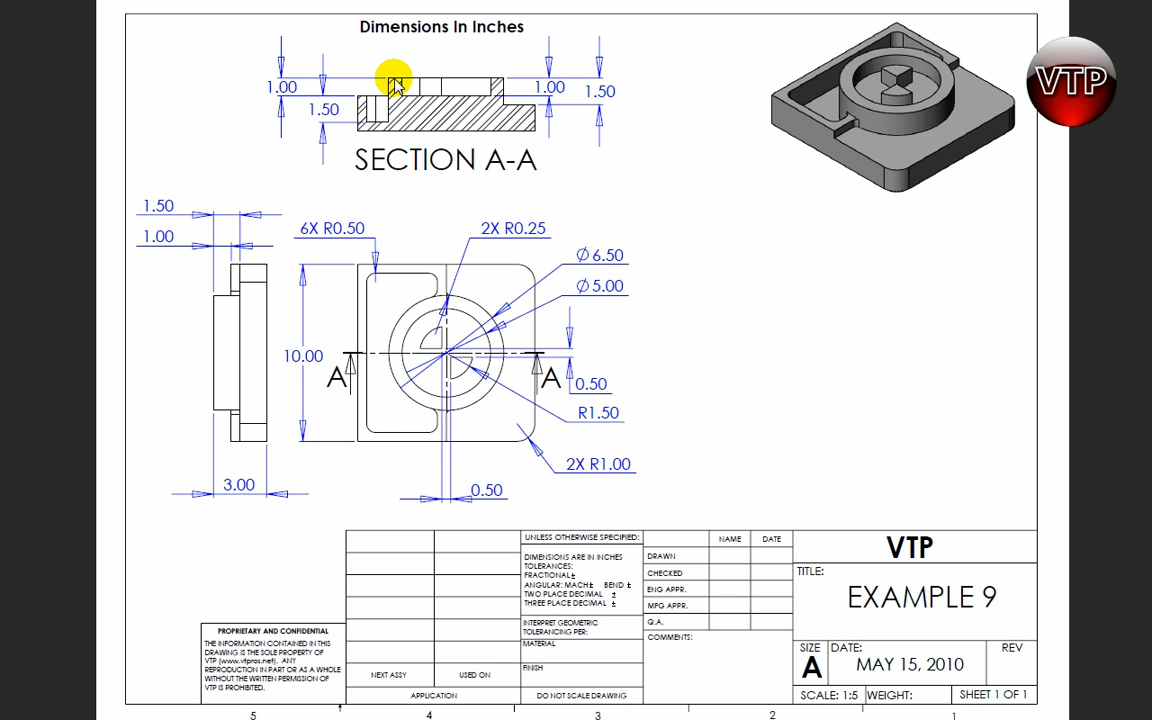 Dimensions In Inches
1.00
1.50
1.00
1.50
VTP
SECTION A-A
1.50
1.00
6X R0.50
2X R0.25
Ø6.50
Ø5.00
10.00
A
A
0.50
R1.50
2X R1.00
3.00
0.50
UNLESS OTHERWISE SPECIFIED:
DIMENSIONS ARE IN INCHES
TOLERANCES:
FRACTIONAL±
ANGULAR: MACH± BEND ±
TWO PLACE DECIMAL ±
THREE PLACE DECIMAL ±
INTERPRET GEOMETRIC
TOLERANCING PER:
MATERIAL
FINISH
DO NOT SCALE DRAWING
NAME DATE
DRAWN
CHECKED
ENG APPR.
MFG APPR.
Q.A.
COMMENTS:
VTP
TITLE:
EXAMPLE 9
SIZE
A
DATE:
MAY 15, 2010
REV
SCALE: 1:5 WEIGHT: SHEET 1 OF 1
PROPRIETARY AND CONFIDENTIAL
THE INFORMATION CONTAINED IN THIS
DRAWING IS THE SOLE PROPERTY OF
VTP (www.vtpros.net). ANY
REPRODUCTION IN PART OR AS A WHOLE
WITHOUT THE WRITTEN PERMISSION OF
VTP IS PROHIBITED.
NEXT ASSY USED ON
APPLICATION
5 4 3 2 1